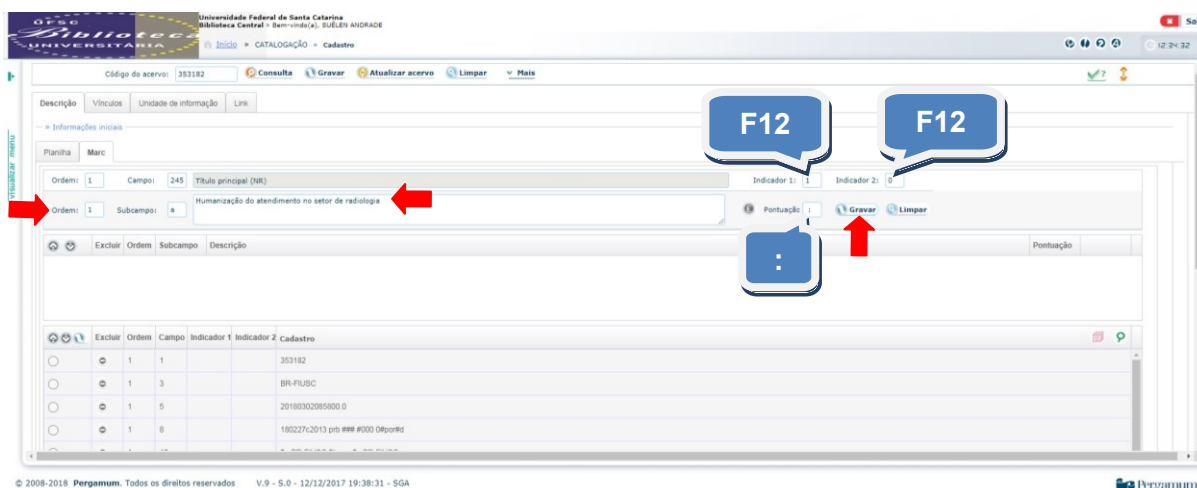 UFSC
Biblioteca
UNIVERSITÁRIA
Universidade Federal de Santa Catarina
Biblioteca Central - Bem-vindo(a), SUÉLEN ANDRADE
Início » CATALOGAÇÃO » Cadastro
Sa
12:24:32
Código do acervo: 353182 Consulta Gravar Atualizar acervo Limpar Mais
Descrição Vínculos Unidade de informação Link
» Informações iniciais
visualizar menu
Planilha Marc
F12
F12
Ordem: 1 Campo: 245 Título principal (NR) Indicador 1: 1 Indicador 2: 0
Ordem: 1 Subcampo: a Humanização do atendimento no setor de radiologia Pontuação : Gravar Limpar
:
Excluir Ordem Subcampo Descrição Pontuação
Excluir Ordem Campo Indicador 1 Indicador 2 Cadastro
1 1 353182
1 3 BR-FlUSC
1 5 20180302085800.0
1 8 180227c2013 prb ### #000 0#por#d
© 2008-2018 Pergamum. Todos os direitos reservados V.9 - S.0 - 12/12/2017 19:38:31 - SGA
Pergamum